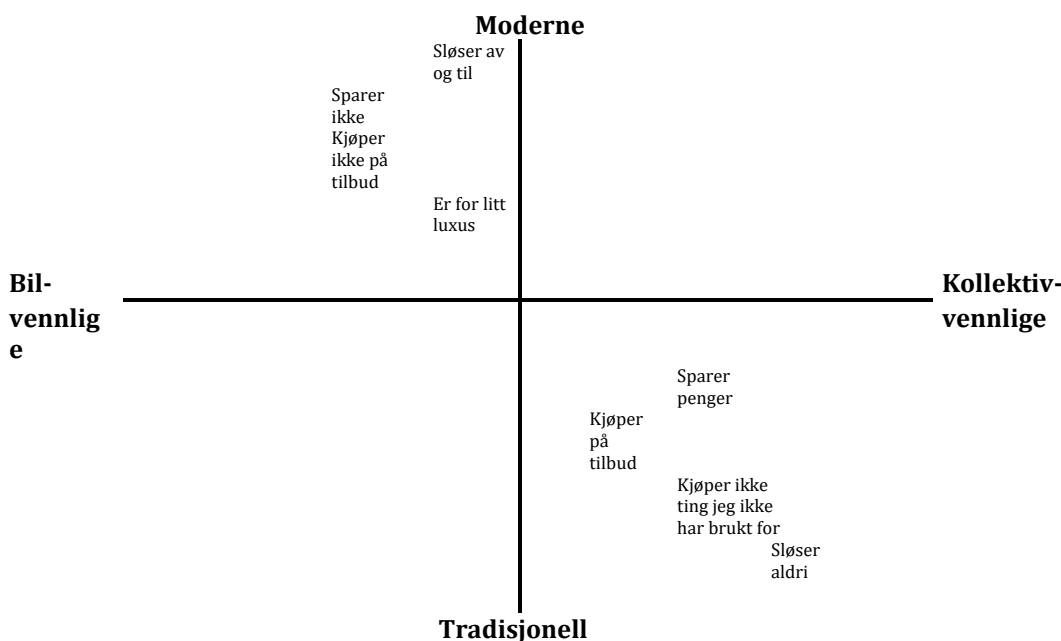 Moderne
Sløser av
og til
Sparer
ikke
Kjøper
ikke på
tilbud
Er for litt
luxus
Bil-
vennlig
e
Kollektiv-
vennlige
Sparer
penger
Kjøper
på
tilbud
Kjøper ikke
ting jeg ikke
har brukt for
Sløser
aldri
Tradisjonell